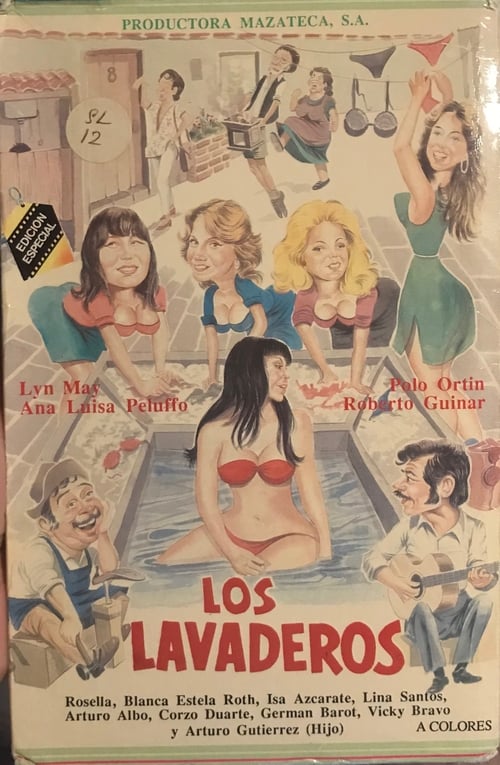 PRODUCTORA MAZATECA, S.A.
8
SL
12
EDICION
ESPECIAL
Lyn May
Ana Luisa Peluffo
Polo Ortin
Roberto Guinar
LOS
LAVADEROS
Rosella, Blanca Estela Roth, Isa Azcarate, Lina Santos,
Arturo Albo, Corzo Duarte, German Barot, Vicky Bravo
y Arturo Gutierrez (Hijo)
A COLORES